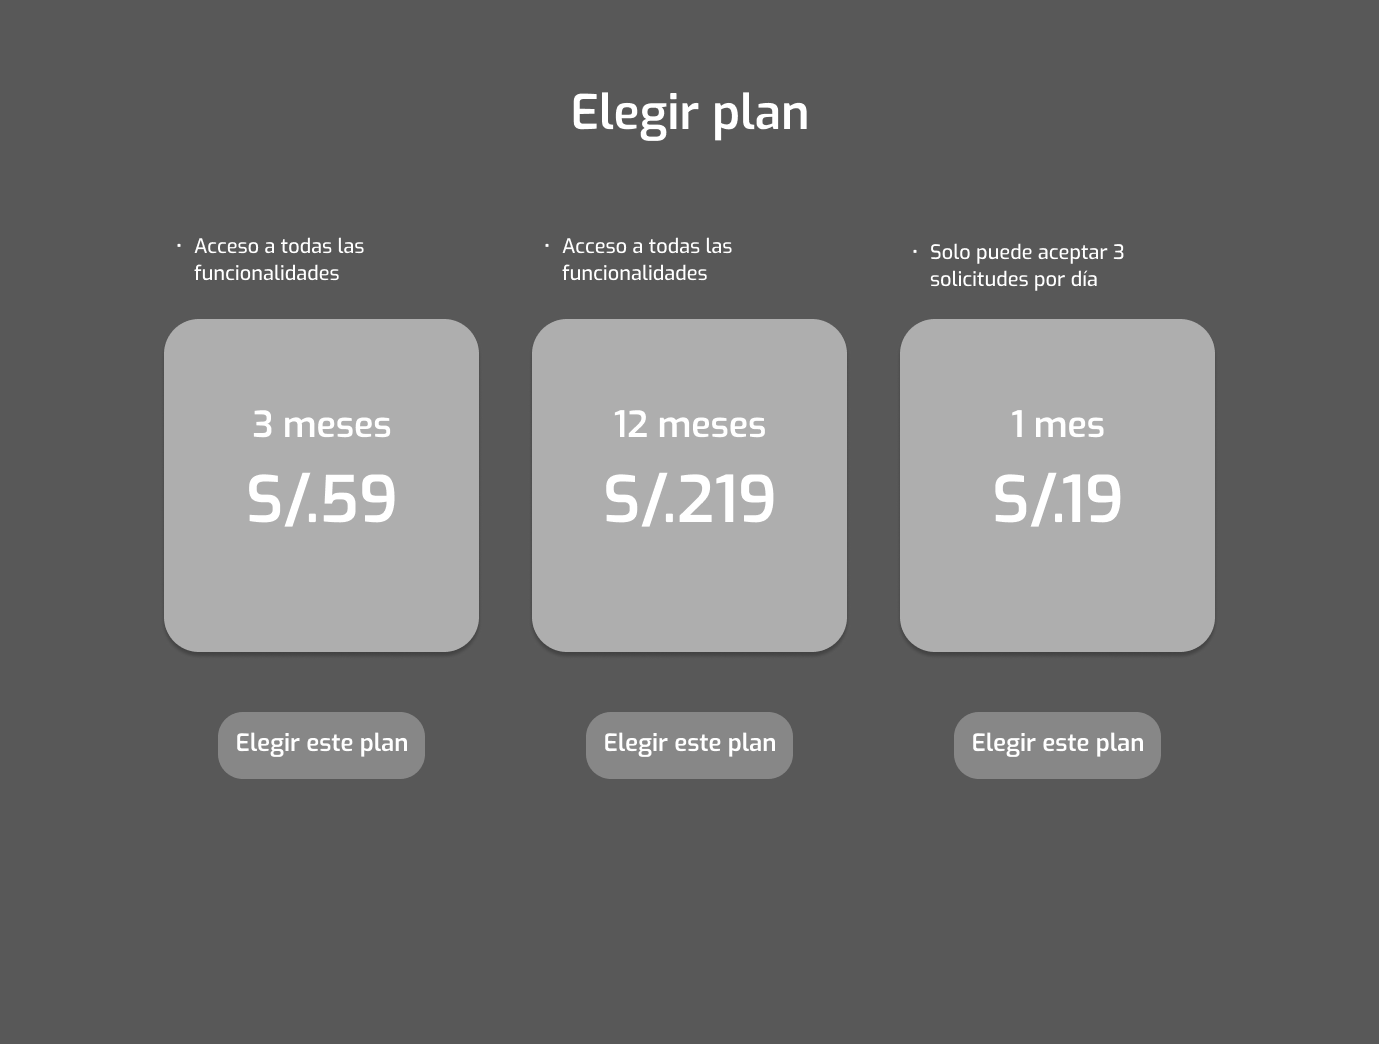 Elegir plan
· Acceso a todas las
funcionalidades
3 meses
S/.59
Elegir este plan
· Acceso a todas las
funcionalidades
12 meses
S/.219
Elegir este plan
· Solo puede aceptar 3
solicitudes por día
1 mes
S/.19
Elegir este plan